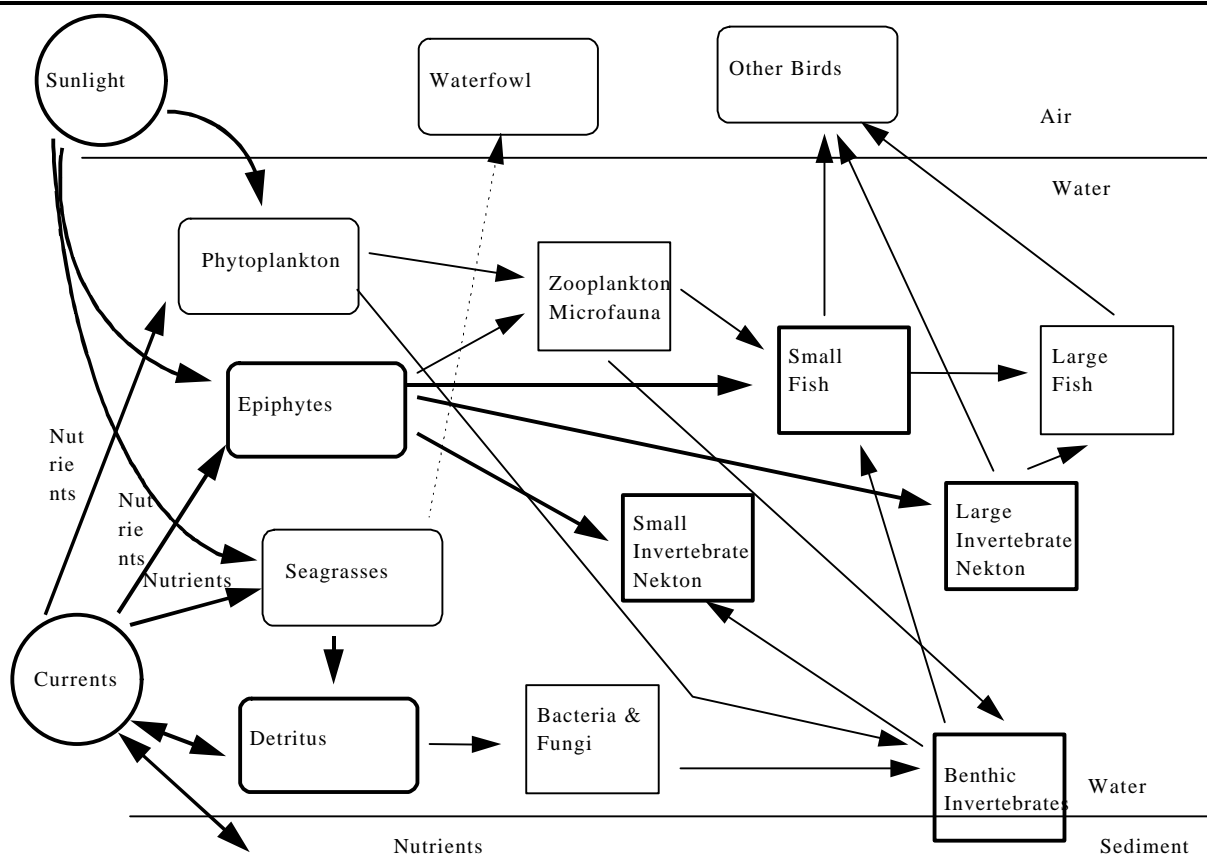 Sunlight
Waterfowl
Other Birds
Air
Water
Phytoplankton
Zooplankton
Microfauna
Small
Fish
Large
Fish
Epiphytes
Nut
rie
nts
Nut
rie
nts
Nutrients
Seagrasses
Small
Invertebrate
Nekton
Large
Invertebrate
Nekton
Currents
Detritus
Bacteria &
Fungi
Benthic
Invertebrates
Water
Nutrients
Sediment